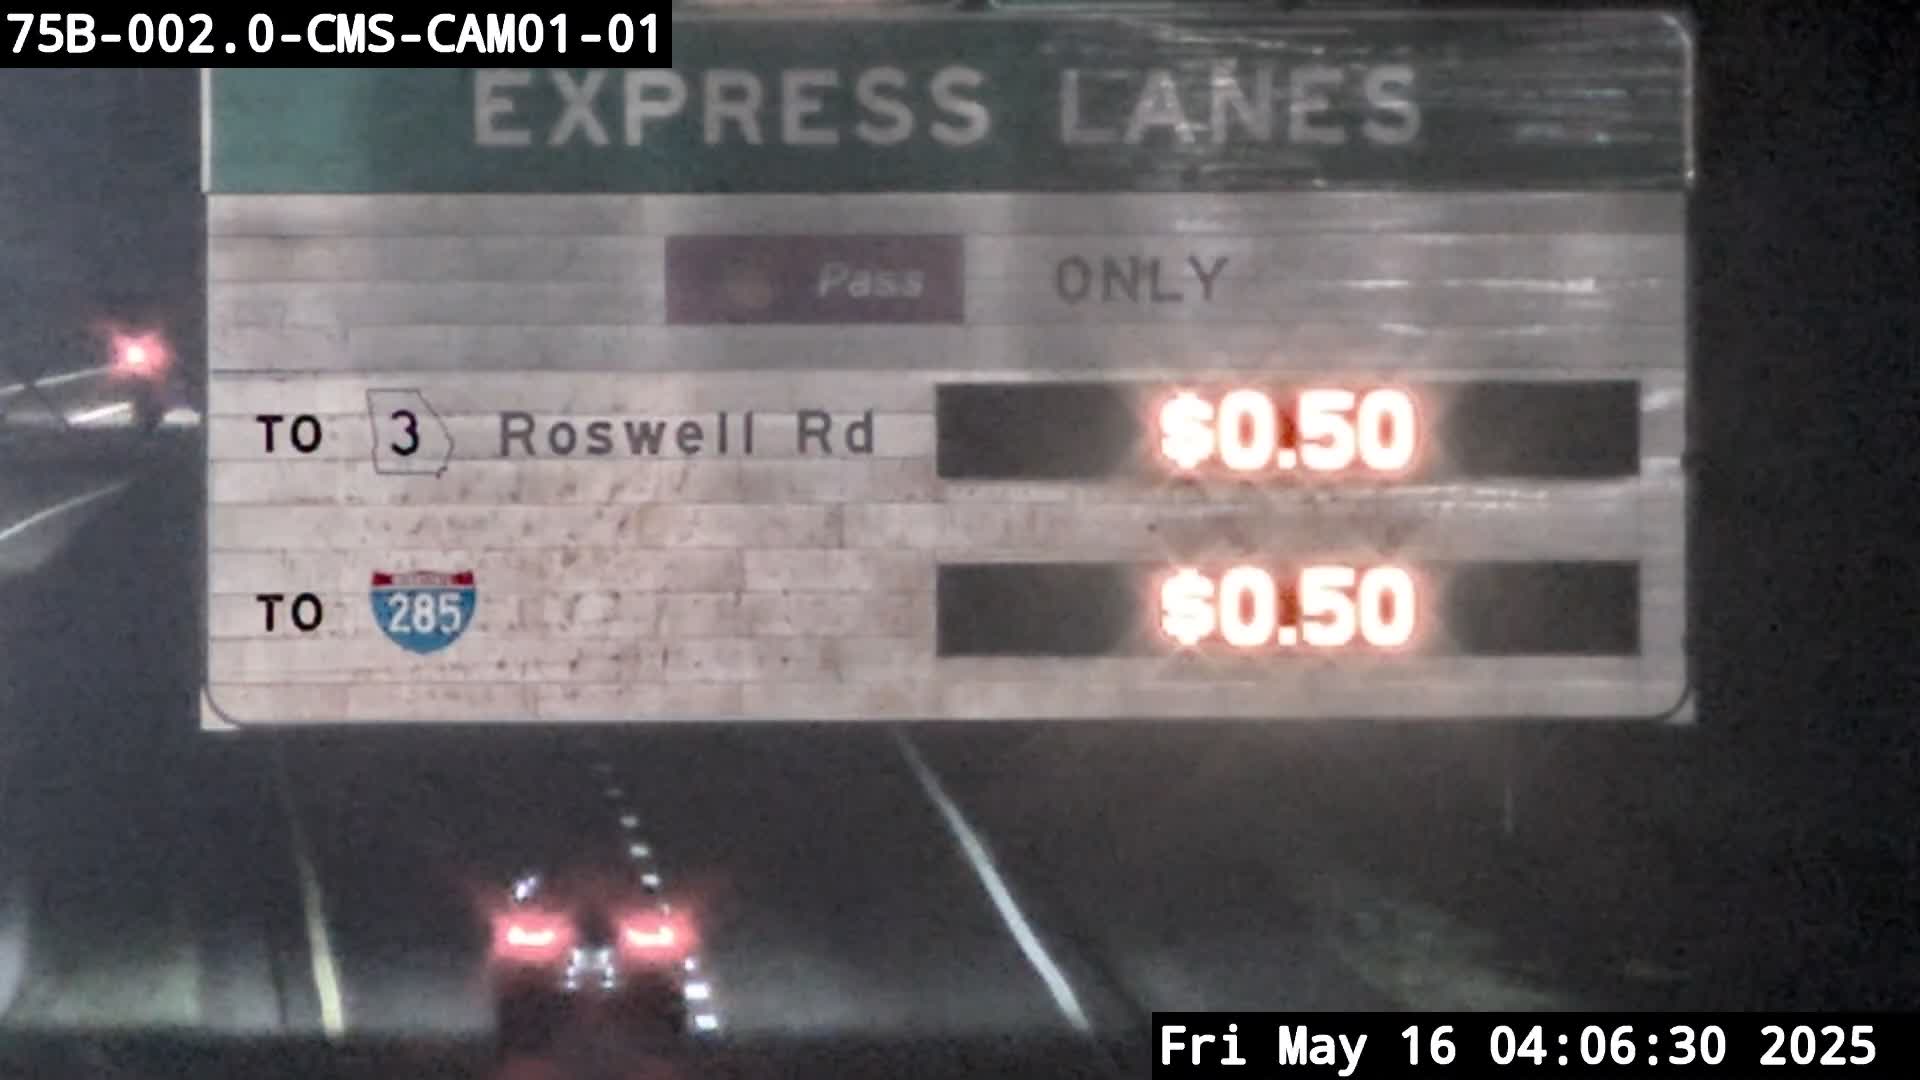 75B-002.0-CMS-CAM01-01
EXPRESS LANES
Pass ONLY
TO 3 Roswell Rd $0.50
TO 285 $0.50
Fri May 16 04:06:30 2025